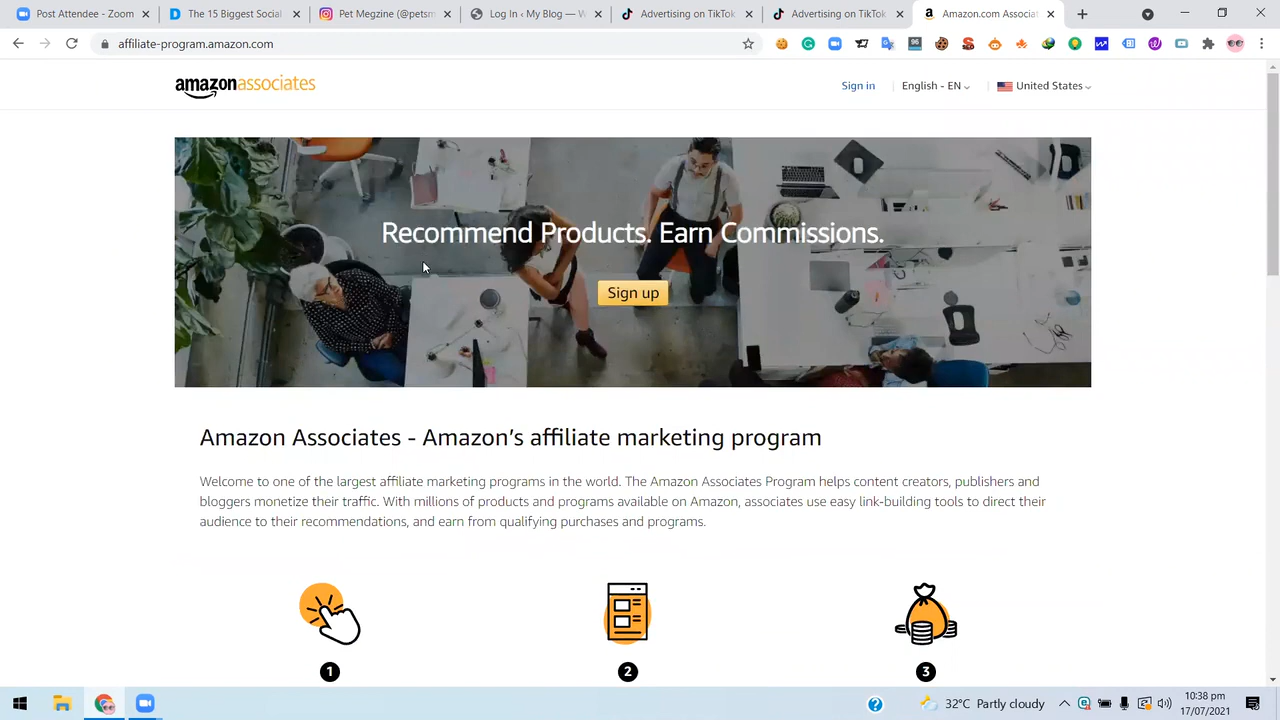 Post Attendee - Zoom
The 15 Biggest Social
Pet Megzine (@petsm
Log In ‹ My Blog — W
Advertising on TikTok
Advertising on TikTok
Amazon.com Associat
affiliate-program.amazon.com
96
amazonassociates
Sign in
English - EN
United States
Recommend Products. Earn Commissions.
Sign up
Amazon Associates - Amazon's affiliate marketing program
Welcome to one of the largest affiliate marketing programs in the world. The Amazon Associates Program helps content creators, publishers and
bloggers monetize their traffic. With millions of products and programs available on Amazon, associates use easy link-building tools to direct their
audience to their recommendations, and earn from qualifying purchases and programs.
1
2
3
32°C Partly cloudy
10:38 pm
17/07/2021